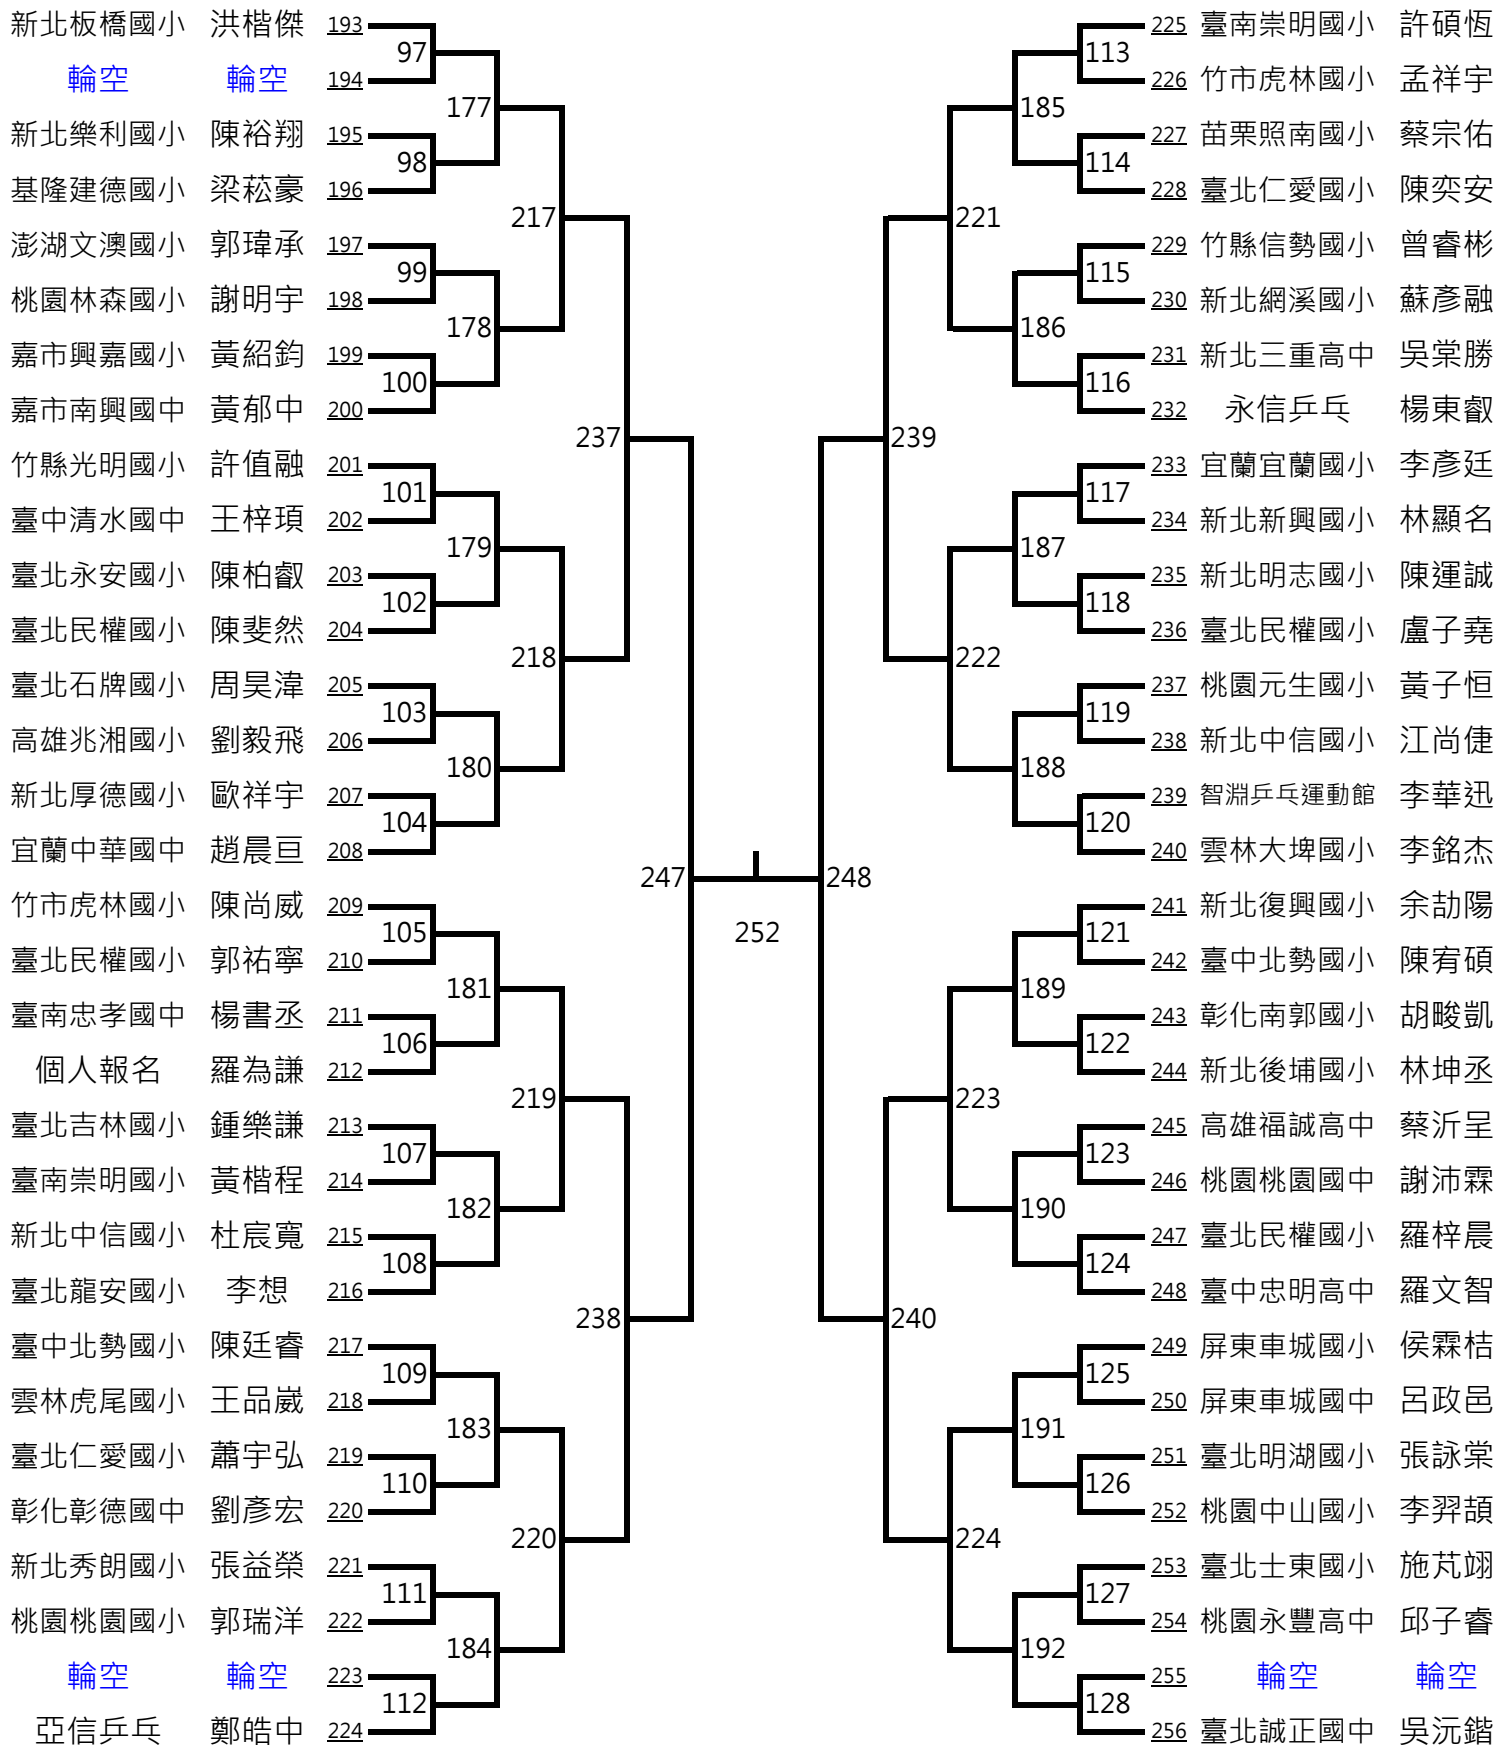 新北板橋國小 洪楷傑 193
97
輪空 輪空 194
177
新北樂利國小 陳裕翔 195
98
基隆建德國小 梁菘豪 196
217
澎湖文澳國小 郭瑋承 197
99
桃園林森國小 謝明宇 198
178
嘉市興嘉國小 黃紹鈞 199
100
嘉市南興國中 黃郁中 200
237
竹縣光明國小 許值融 201
101
臺中清水國中 王梓頊 202
179
臺北永安國小 陳柏叡 203
102
臺北民權國小 陳斐然 204
218
臺北石牌國小 周昊湋 205
103
高雄兆湘國小 劉毅飛 206
180
新北厚德國小 歐祥宇 207
104
宜蘭中華國中 趙晨亘 208
247
竹市虎林國小 陳尚威 209
105
臺北民權國小 郭祐寧 210
181
臺南忠孝國中 楊書丞 211
106
個人報名 羅為謙 212
219
臺北吉林國小 鍾樂謙 213
107
臺南崇明國小 黃楷程 214
182
新北中信國小 杜宸寬 215
108
臺北龍安國小 李想 216
238
臺中北勢國小 陳廷睿 217
109
雲林虎尾國小 王品崴 218
183
臺北仁愛國小 蕭宇弘 219
110
彰化彰德國中 劉彥宏 220
220
新北秀朗國小 張益榮 221
111
桃園桃園國小 郭瑞洋 222
184
輪空 輪空 223
112
亞信乒乓 鄭皓中 224
252
225 臺南崇明國小 許碩恆
113
226 竹市虎林國小 孟祥宇
185
227 苗栗照南國小 蔡宗佑
114
228 臺北仁愛國小 陳奕安
221
229 竹縣信勢國小 曾睿彬
115
230 新北網溪國小 蘇彥融
186
231 新北三重高中 吳棠勝
116
232 永信乒乓 楊東叡
239
233 宜蘭宜蘭國小 李彥廷
117
234 新北新興國小 林顯名
187
235 新北明志國小 陳運誠
118
236 臺北民權國小 盧子堯
222
237 桃園元生國小 黃子恒
119
238 新北中信國小 江尚倢
188
239 智淵乒乓運動館 李華迅
120
240 雲林大埤國小 李銘杰
248
241 新北復興國小 余劼陽
121
242 臺中北勢國小 陳宥碩
189
243 彰化南郭國小 胡畯凱
122
244 新北後埔國小 林坤丞
223
245 高雄福誠高中 蔡沂呈
123
246 桃園桃園國中 謝沛霖
190
247 臺北民權國小 羅梓晨
124
248 臺中忠明高中 羅文智
240
249 屏東車城國小 侯霖桔
125
250 屏東車城國中 呂政邑
191
251 臺北明湖國小 張詠棠
126
252 桃園中山國小 李羿頡
224
253 臺北士東國小 施芃翊
127
254 桃園永豐高中 邱子睿
192
255 輪空 輪空
128
256 臺北誠正國中 吳沅鍇